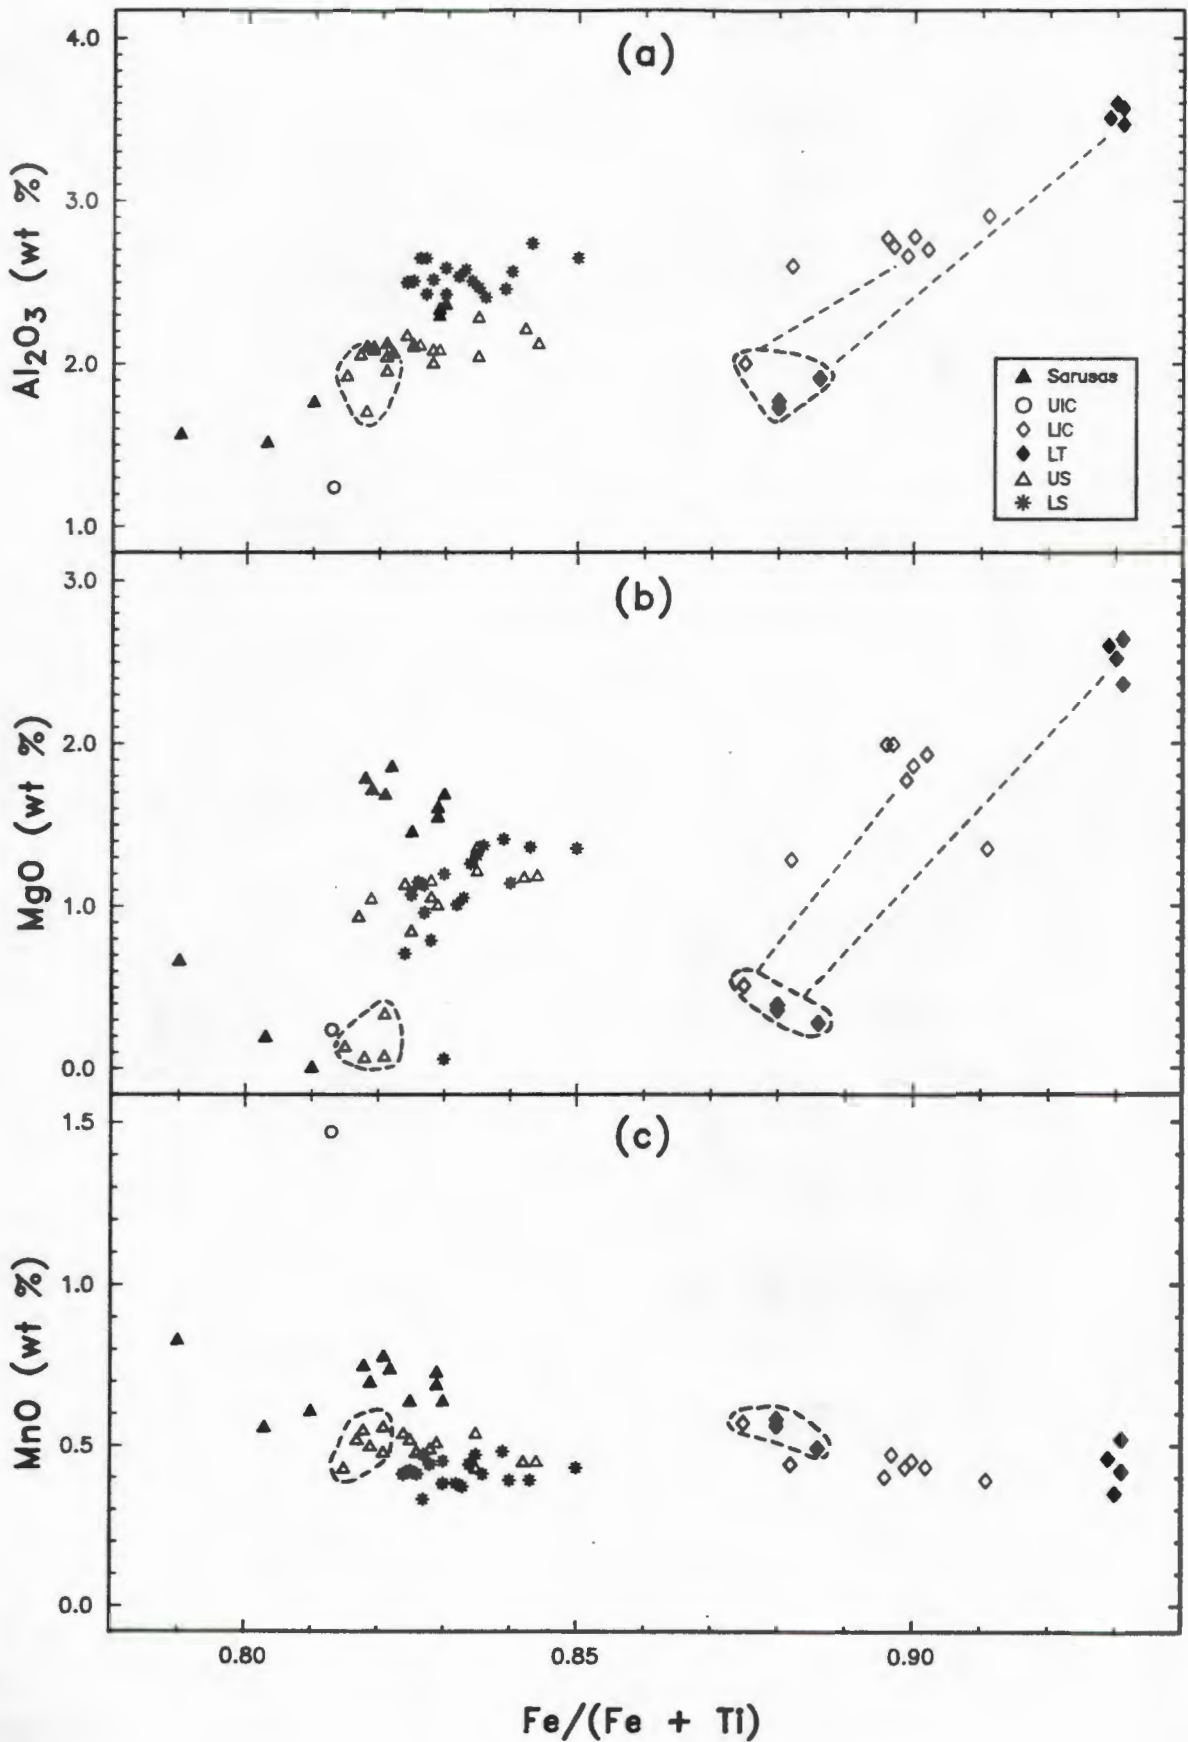 (a)
4.0
3.0
2.0
1.0
Al₂O₃ (wt %)
Sarusas
UIC
LIC
LT
US
LS
(b)
3.0
2.0
1.0
0.0
MgO (wt %)
(c)
1.5
1.0
0.5
0.0
MnO (wt %)
0.80
0.85
0.90
Fe/(Fe + Ti)